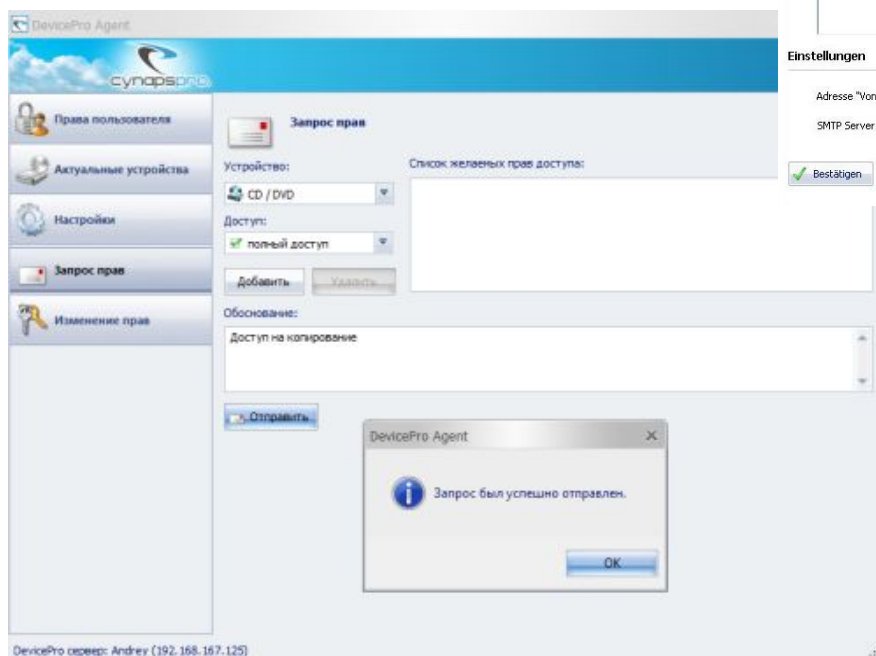 DevicePro Agent
cynapspro.
Права пользователя
Актуальные устройства
Настройки
Запрос прав
Изменение прав
Запрос прав
Устройство:
CD / DVD
Доступ:
полный доступ
Добавить
Удалить
Список желаемых прав доступа:
Обоснование:
Доступ на копирование
Отправить
DevicePro Agent
Запрос был успешно отправлен.
OK
DevicePro сервер: Andrey (192.168.167.125)
Einstellungen
Adresse "Von
SMTP Server
Bestätigen